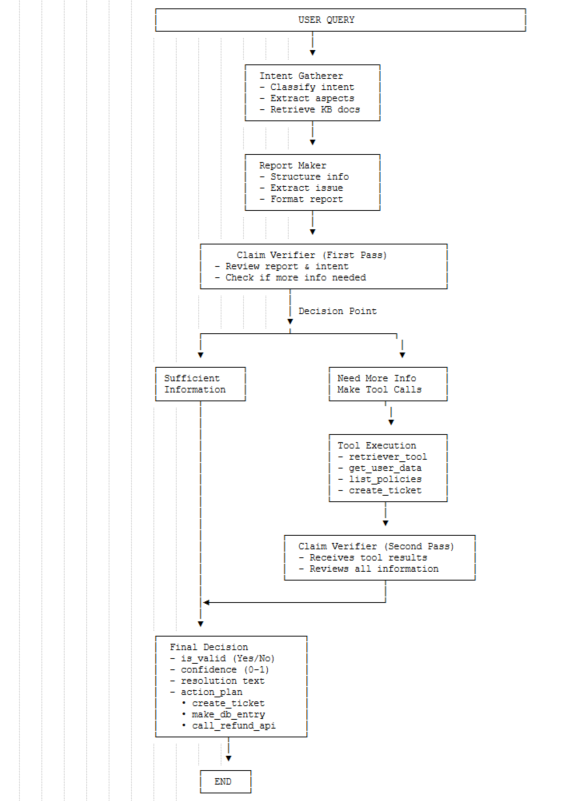 USER QUERY
Intent Gatherer
- Classify intent
- Extract aspects
- Retrieve KB docs
Report Maker
- Structure info
- Extract issue
- Format report
Claim Verifier (First Pass)
- Review report & intent
- Check if more info needed
Decision Point
Sufficient
Information
Need More Info
Make Tool Calls
Tool Execution
- retriever_tool
- get_user_data
- list_policies
- create_ticket
Claim Verifier (Second Pass)
- Receives tool results
- Reviews all information
Final Decision
- is_valid (Yes/No)
- confidence (0-1)
- resolution text
- action_plan
• create_ticket
• make_db_entry
• call_refund_api
END